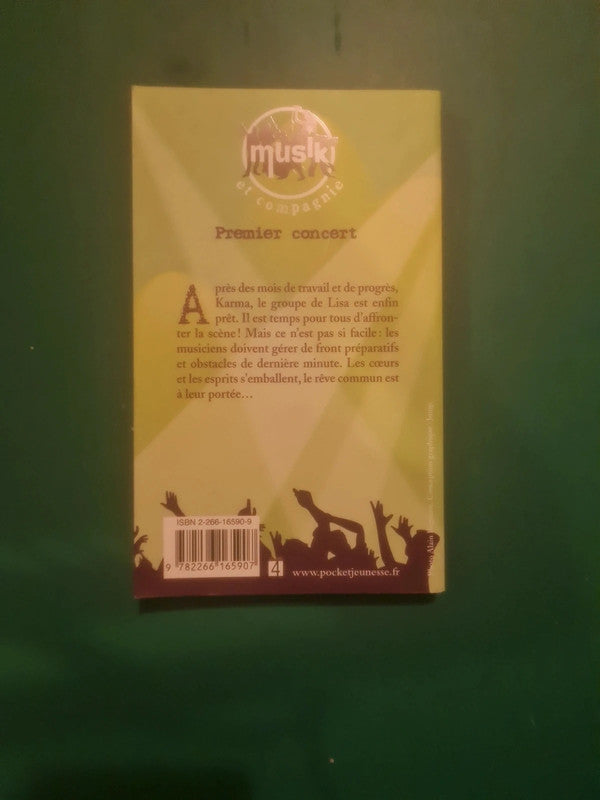 musiki
et compagnie
Premier concert
Après des mois de travail et de progrès,
Karma, le groupe de Lisa est enfin
prêt. Il est temps pour tous d'affron-
ter la scène ! Mais ce n'est pas si facile : les
musiciens doivent gérer de front préparatifs
et obstacles de dernière minute. Les cœurs
et les esprits s'emballent, le rêve commun est
à leur portée…
ISBN 2-266-16590-9
9 782266 165907
4
www.pocketjeunesse.fr
Alain
Conception graphique :